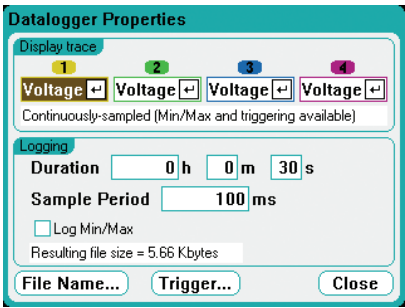 Datalogger Properties
Display trace
1 2 3 4
Voltage Voltage Voltage Voltage
Continuously-sampled (Min/Max and triggering available)
Logging
Duration 0 h 0 m 30 s
Sample Period 100 ms
Log Min/Max
Resulting file size = 5.66 Kbytes
File Name... Trigger... Close